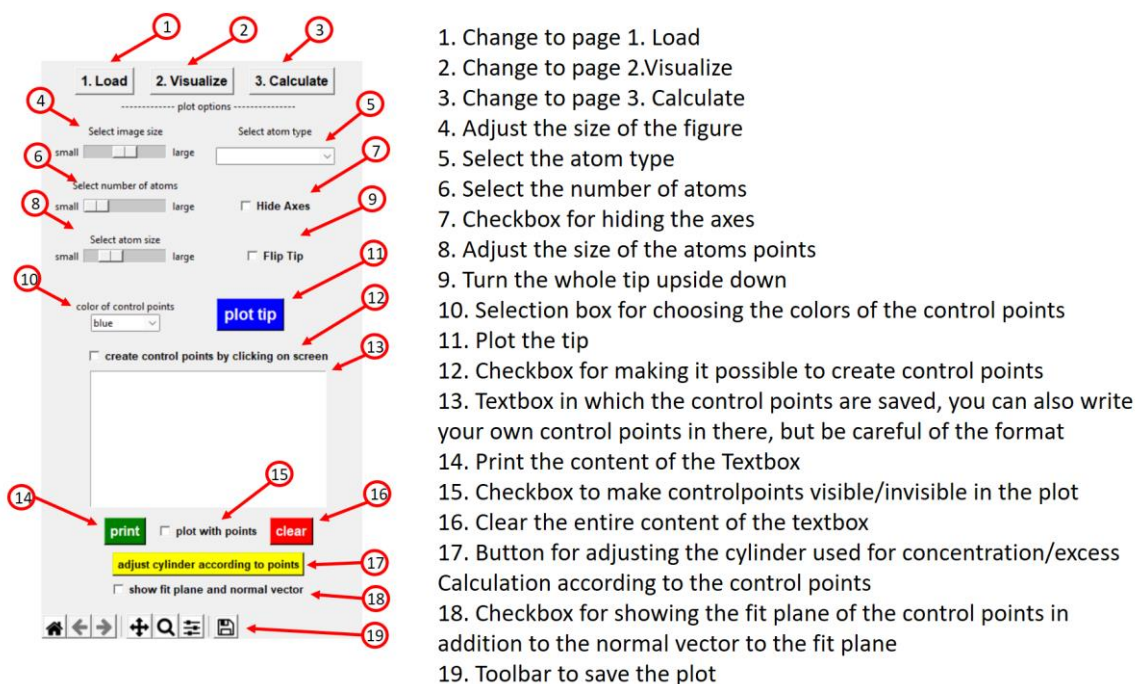 1
2
3
1. Load
2. Visualize
3. Calculate
4
------------- plot options ---------------
5
Select image size
Select atom type
small
large
6
7
Select number of atoms
small
large
Hide Axes
8
9
Select atom size
small
large
Flip Tip
11
10
12
color of control points
blue
plot tip
create control points by clicking on screen
13
15
14
16
print
plot with points
clear
adjust cylinder according to points
17
show fit plane and normal vector
18
19
1. Change to page 1. Load
2. Change to page 2.Visualize
3. Change to page 3. Calculate
4. Adjust the size of the figure
5. Select the atom type
6. Select the number of atoms
7. Checkbox for hiding the axes
8. Adjust the size of the atoms points
9. Turn the whole tip upside down
10. Selection box for choosing the colors of the control points
11. Plot the tip
12. Checkbox for making it possible to create control points
13. Textbox in which the control points are saved, you can also write
your own control points in there, but be careful of the format
14. Print the content of the Textbox
15. Checkbox to make controlpoints visible/invisible in the plot
16. Clear the entire content of the textbox
17. Button for adjusting the cylinder used for concentration/excess
Calculation according to the control points
18. Checkbox for showing the fit plane of the control points in
addition to the normal vector to the fit plane
19. Toolbar to save the plot